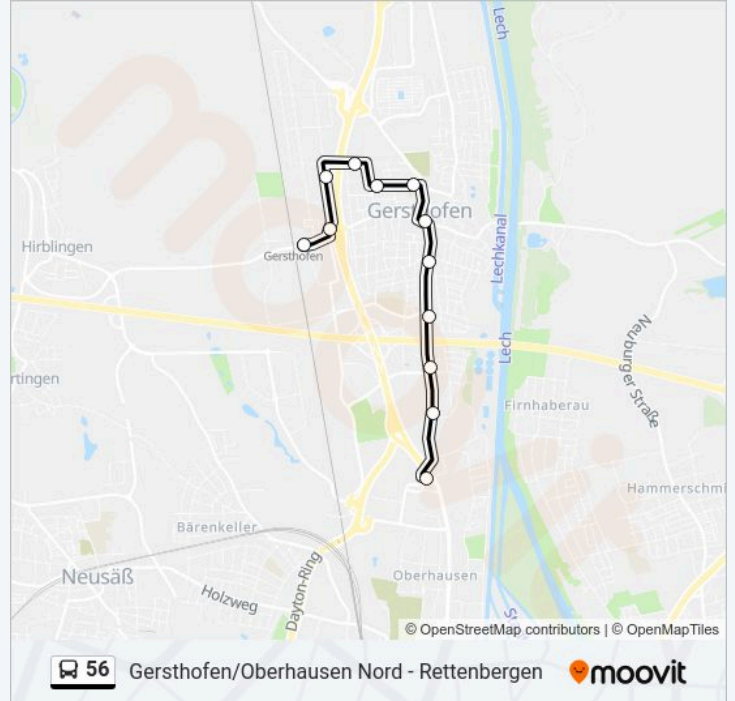 Lech
Gersthofen
Hirblingen
Gersthofen
Lechkanal
Lech
Neuburger Straße
rtingen
Firnhaberau
Hammerschmi
Bärenkeller
Neusäß
Holzweg
Dayton-Ring
Oberhausen
© OpenStreetMap contributors | © OpenMapTiles
56 Gersthofen/Oberhausen Nord - Rettenbergen moovit